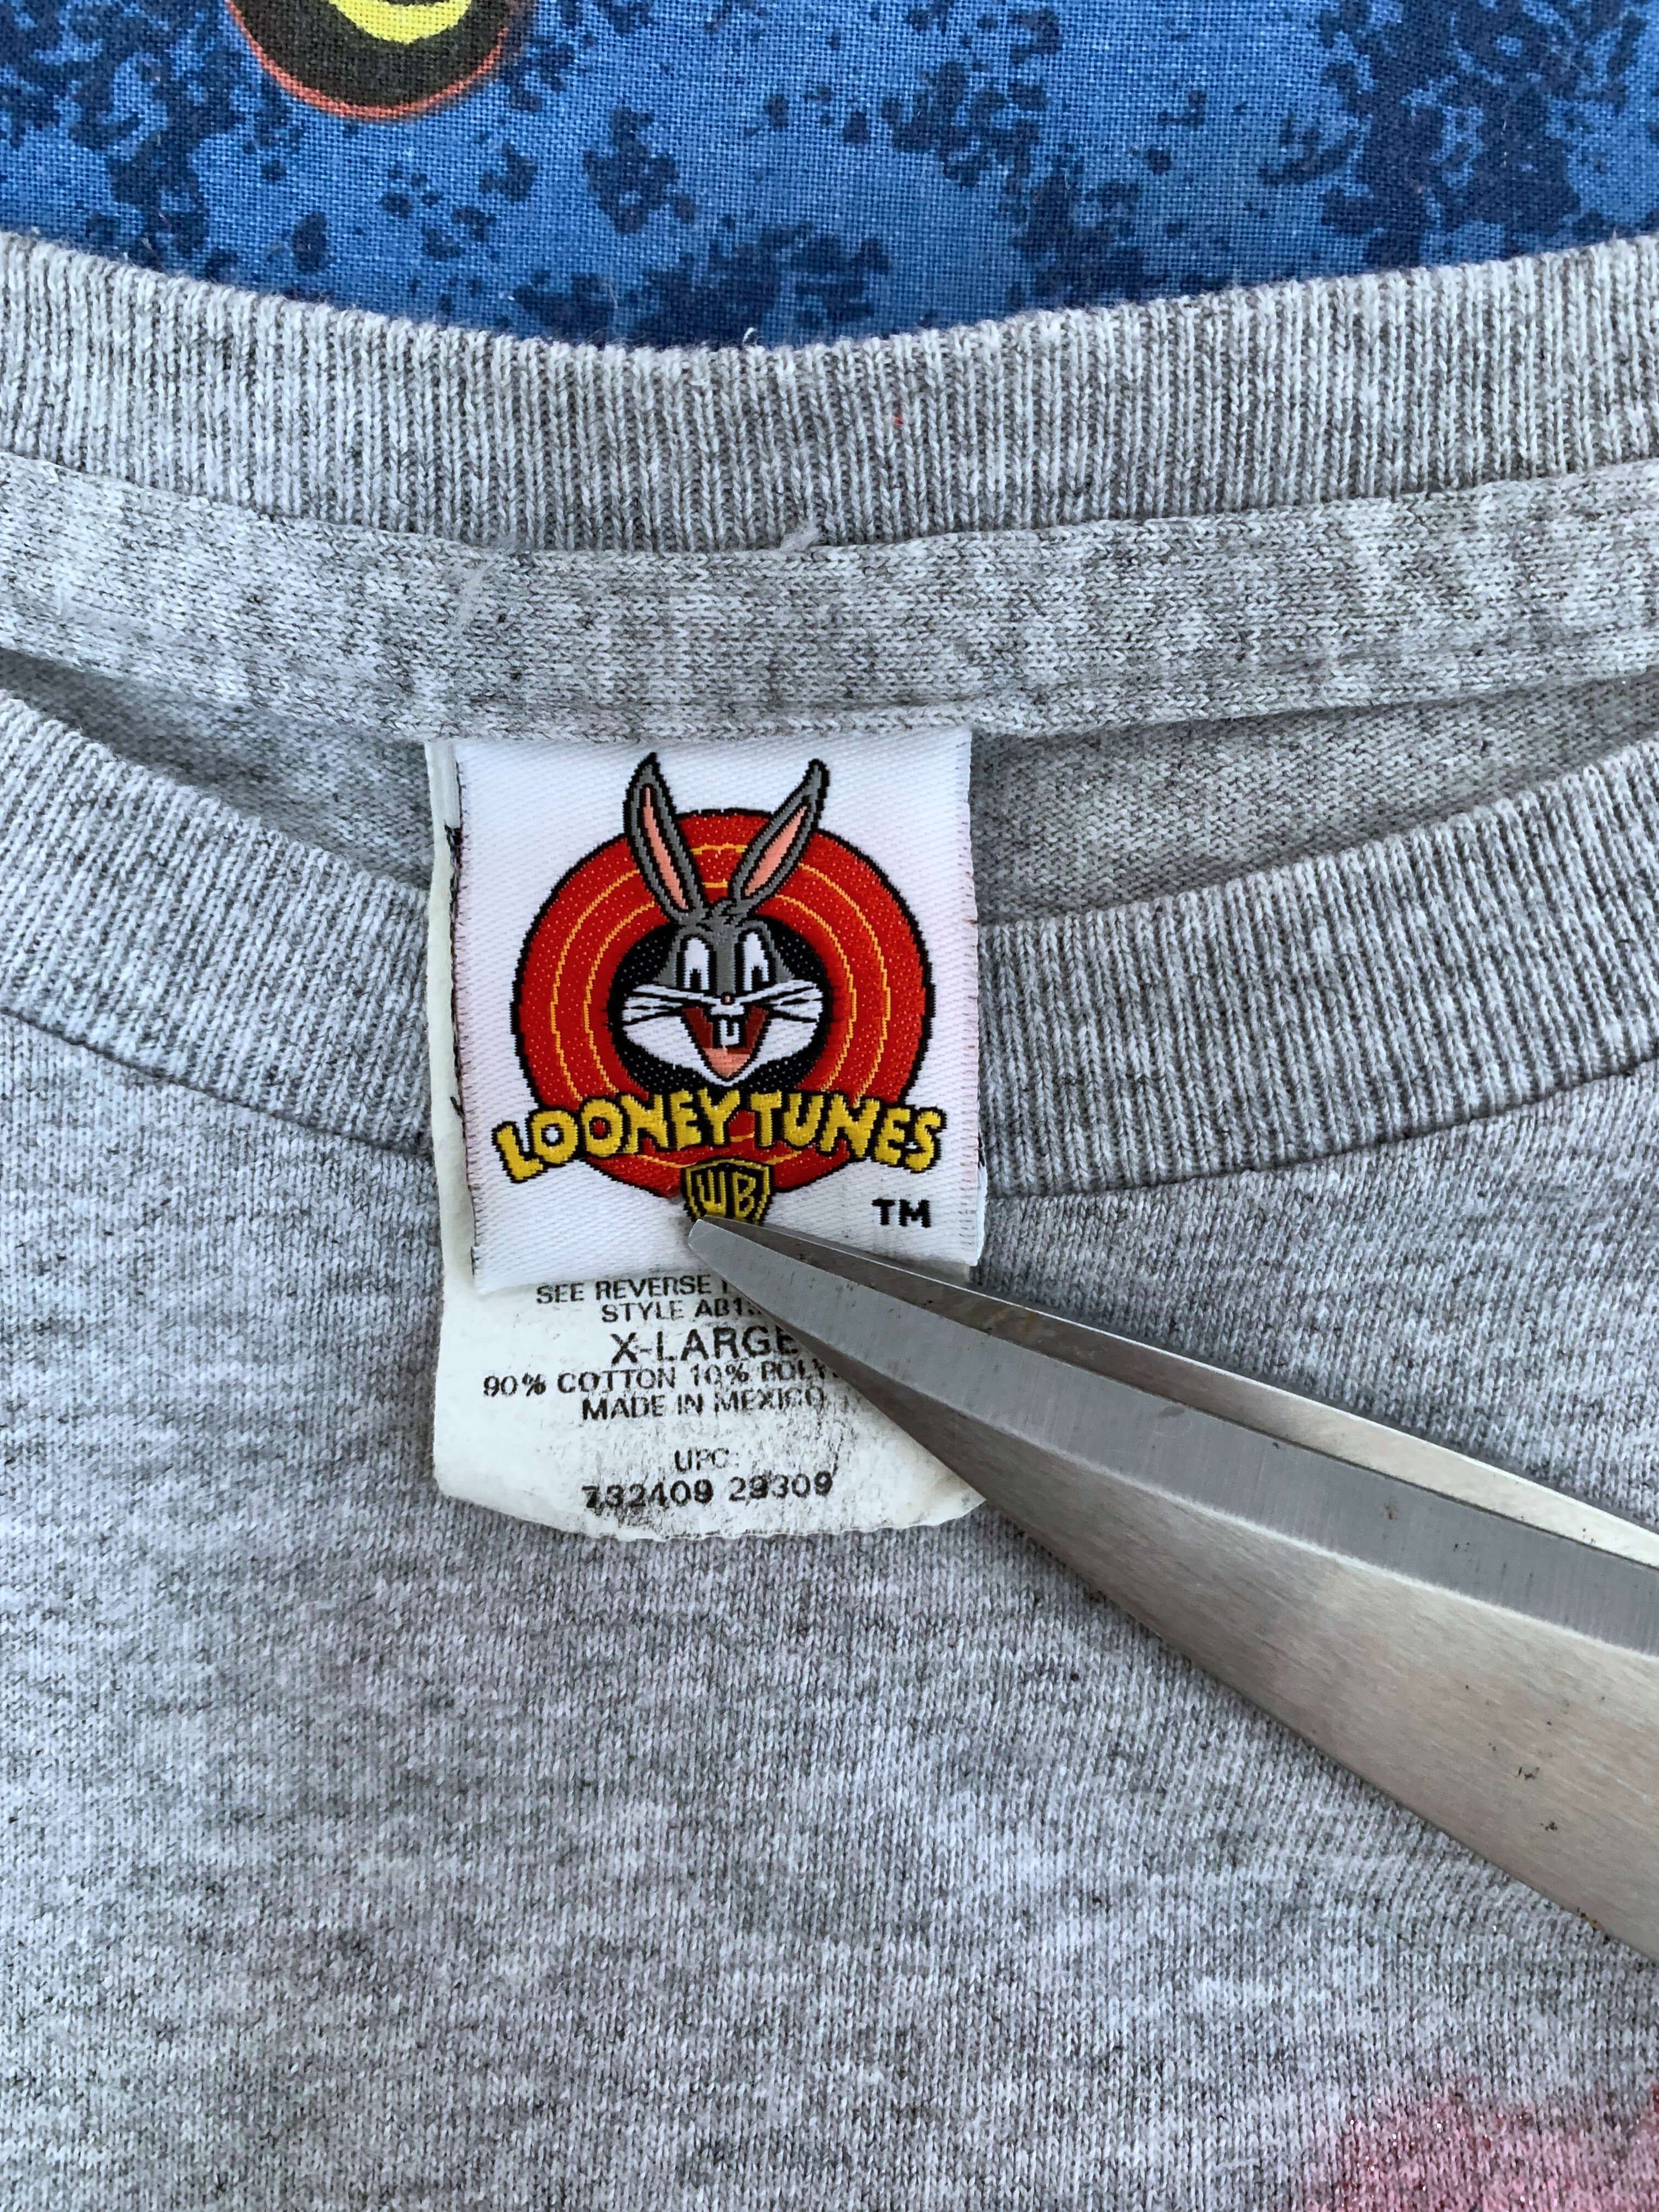 LOONEY TUNES
WB
TM
SEE REVERSE
STYLE
X-LARGE
90% COTTON 10%
MADE IN MEXICO
UPC:
732409 29309